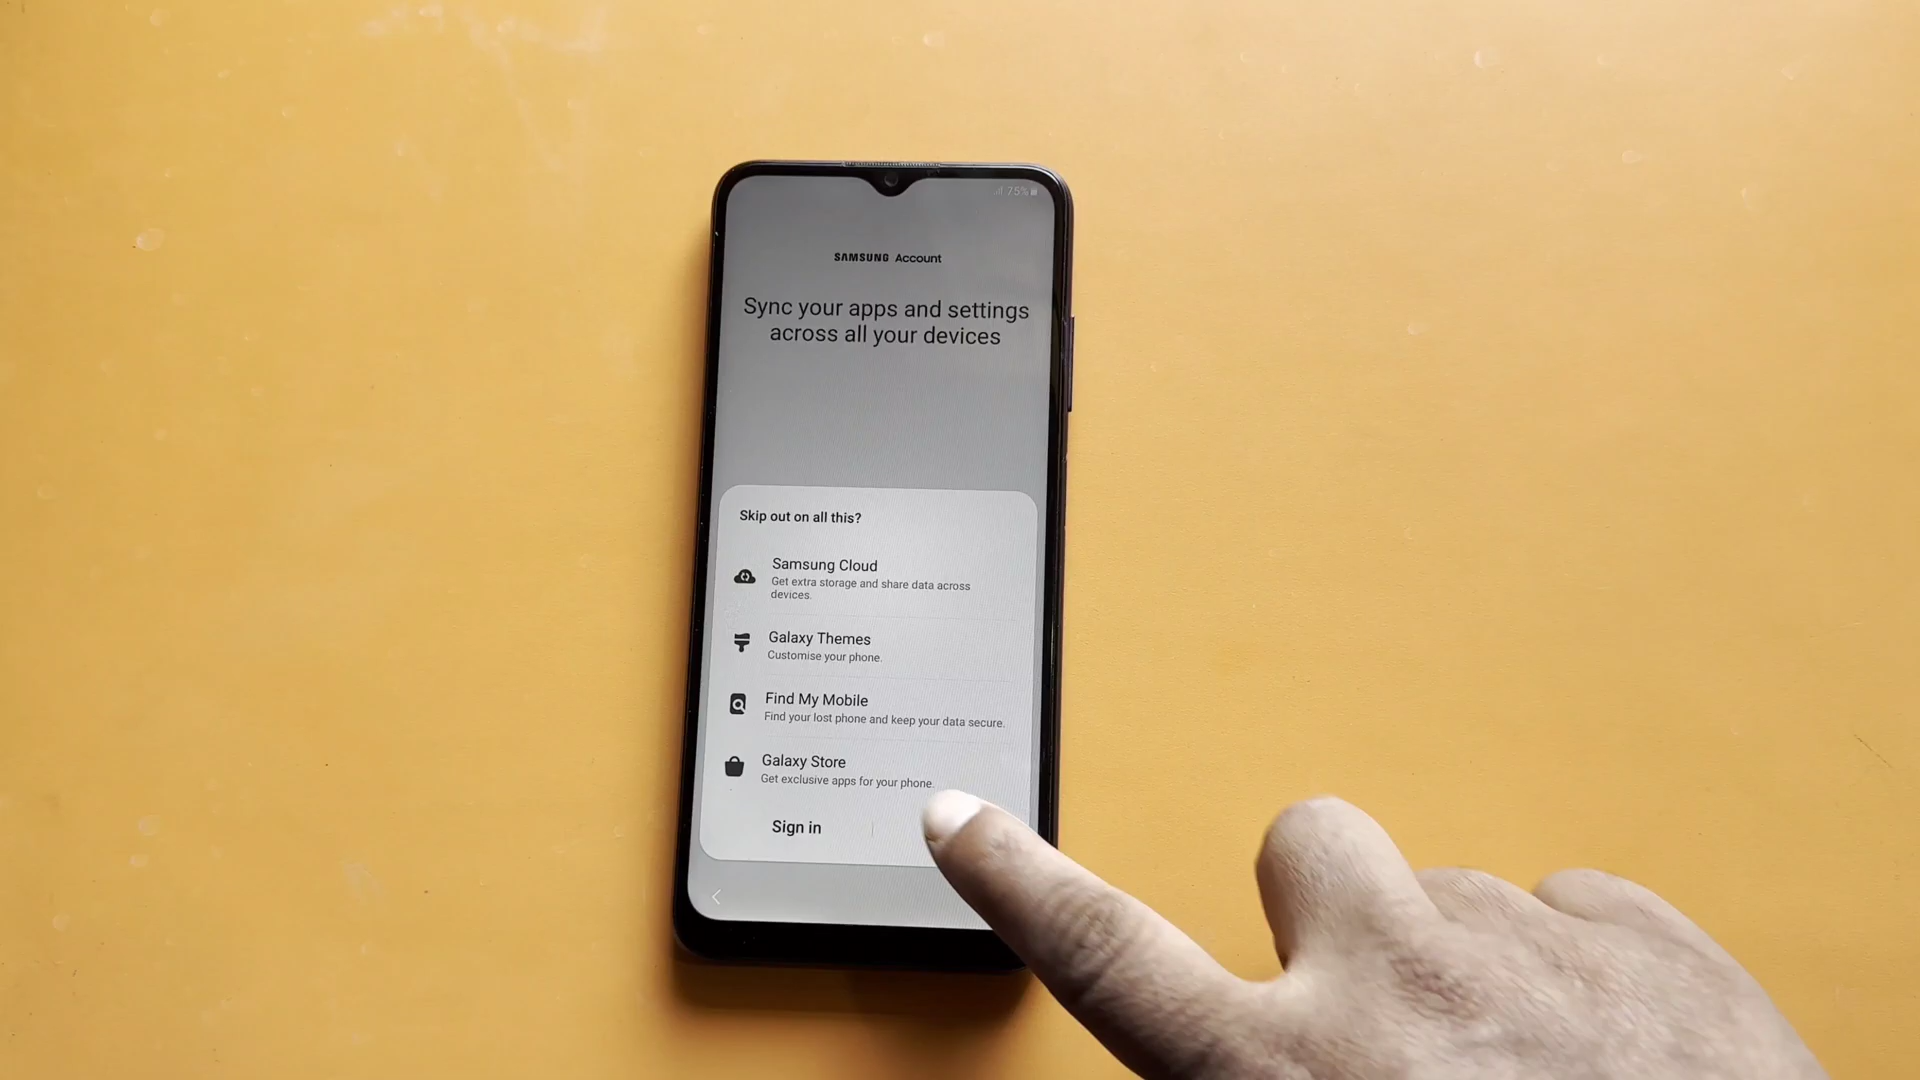 75%
SAMSUNG Account
Sync your apps and settings
across all your devices
Skip out on all this?
Samsung Cloud
Get extra storage and share data across
devices.
Galaxy Themes
Customise your phone.
Find My Mobile
Find your lost phone and keep your data secure.
Galaxy Store
Get exclusive apps for your phone.
Sign in